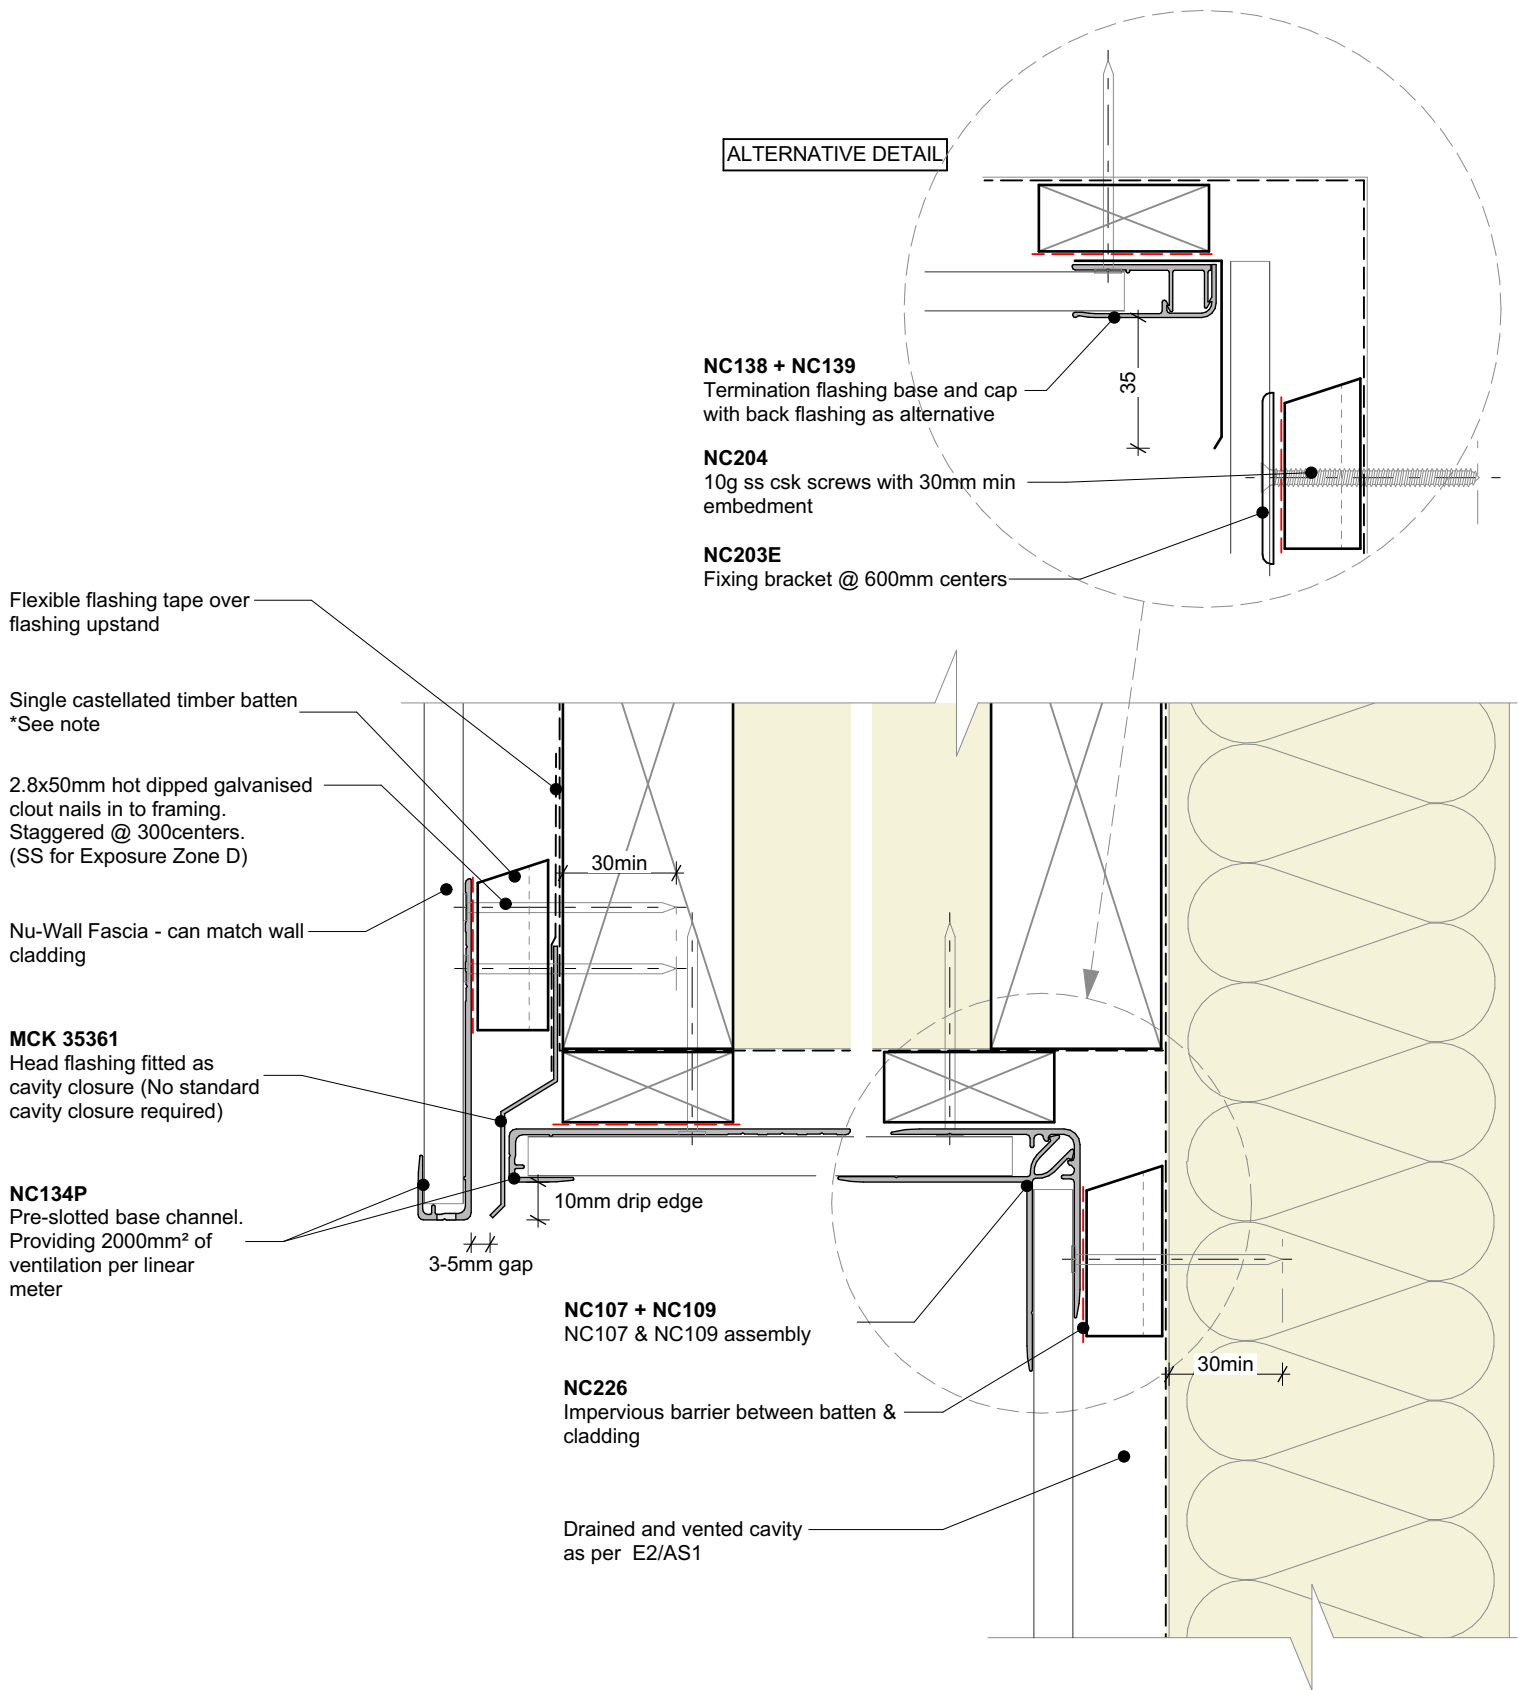 ALTERNATIVE DETAIL
NC138 + NC139
Termination flashing base and cap
with back flashing as alternative
35
NC204
10g ss csk screws with 30mm min
embedment
NC203E
Fixing bracket @ 600mm centers
Flexible flashing tape over
flashing upstand
Single castellated timber batten
*See note
2.8x50mm hot dipped galvanised
clout nails in to framing.
Staggered @ 300centers.
(SS for Exposure Zone D)
30min
Nu-Wall Fascia - can match wall
cladding
MCK 35361
Head flashing fitted as
cavity closure (No standard
cavity closure required)
NC134P
Pre-slotted base channel.
Providing 2000mm² of
ventilation per linear
meter
10mm drip edge
3-5mm gap
NC107 + NC109
NC107 & NC109 assembly
30min
NC226
Impervious barrier between batten &
cladding
Drained and vented cavity
as per E2/AS1